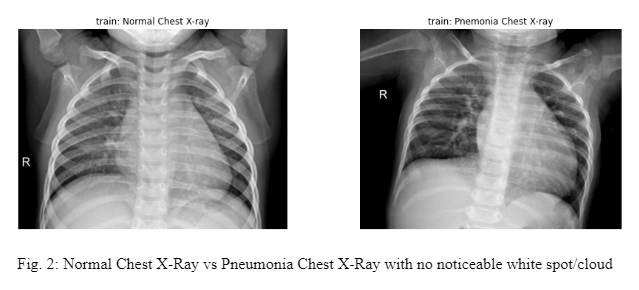 train: Normal Chest X-ray
train: Pnemonia Chest X-ray
R
R
Fig. 2: Normal Chest X-Ray vs Pneumonia Chest X-Ray with no noticeable white spot/cloud